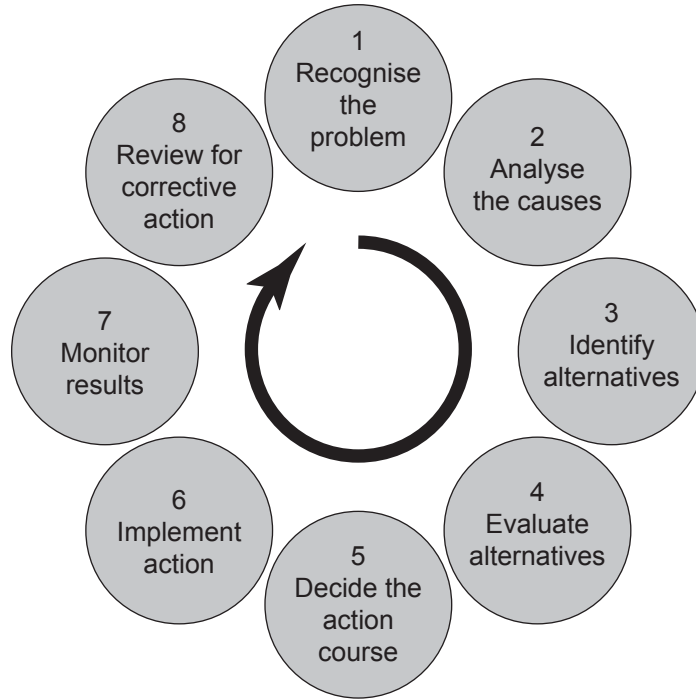 1
Recognise
the
problem
2
Analyse
the causes
3
Identify
alternatives
4
Evaluate
alternatives
5
Decide the
action
course
6
Implement
action
7
Monitor
results
8
Review for
corrective
action